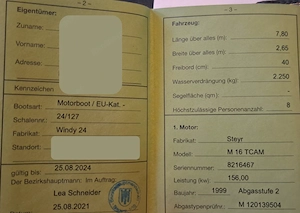 - 2 -
Eigentümer:
Zuname:
Vorname:
Adresse:
Kennzeichen
Bootsart: Motorboot / EU-Kat. -
Schalennr: 24/127
Fabrikat: Windy 24
Standort:
gültig bis: 25.08.2024
Der Bezirkshauptmann: Im Auftrag:
Lea Schneider
25.08.2021
- 3 -
Fahrzeug:
Länge über alles (m): 7,80
Breite über alles (m): 2,65
Freibord (cm) 40
Wasserverdrängung (kg) 2.250
Segelfläche (qm) -
Höchstzulässige Personenanzahl: 8
1. Motor:
Fabrikat: Steyr
Model: M 16 TCAM
Seriennummer: 8216467
Leistung (kw) 156,00
Baujahr: 1999 Abgasstufe 2
Abgastypenprüfnr.: M 120139504